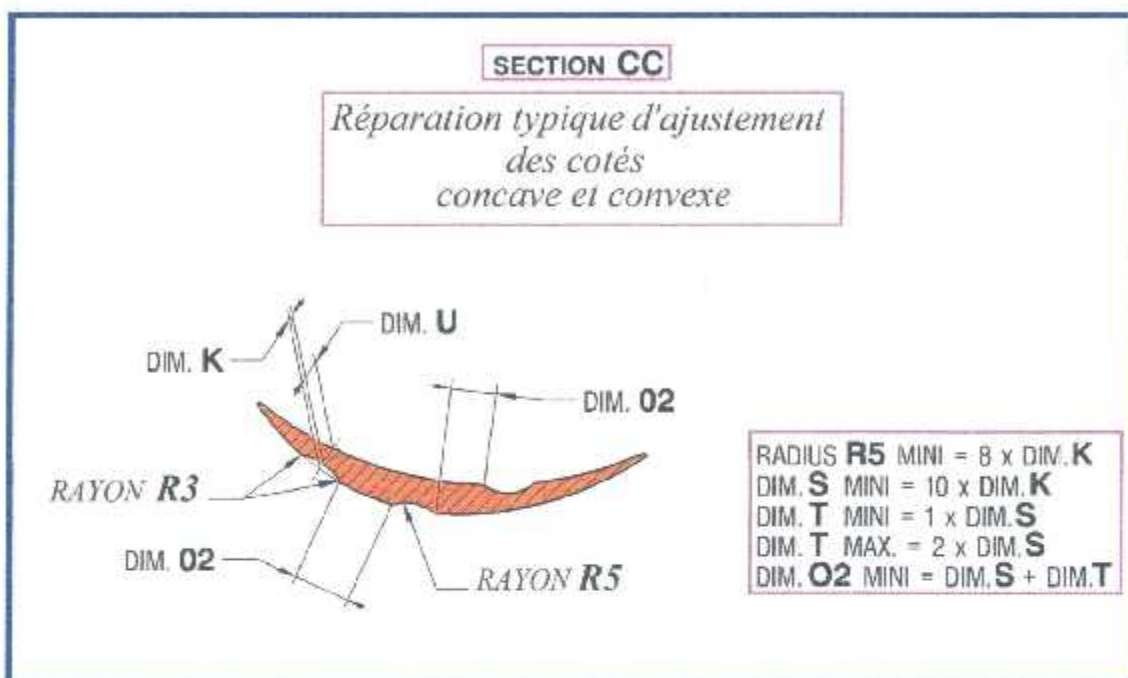 SECTION CC
Réparation typique d'ajustement
des cotés
concave et convexe
DIM. U
DIM. K
DIM. 02
RAYON R3
DIM. 02
RAYON R5
RADIUS R5 MINI = 8 x DIM. K
DIM. S MINI = 10 x DIM. K
DIM. T MINI = 1 x DIM. S
DIM. T MAX. = 2 x DIM. S
DIM. O2 MINI = DIM. S + DIM. T